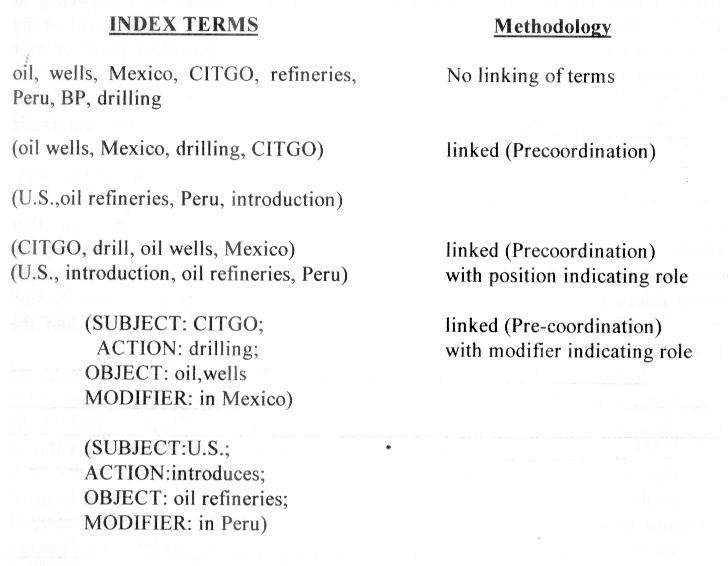 INDEX TERMS Methodology
oil, wells, Mexico, CITGO, refineries, No linking of terms
Peru, BP, drilling
(oil wells, Mexico, drilling, CITGO) linked (Precoordination)
(U.S.,oil refineries, Peru, introduction)
(CITGO, drill, oil wells, Mexico) linked (Precoordination)
(U.S., introduction, oil refineries, Peru) with position indicating role
(SUBJECT: CITGO; linked (Pre-coordination)
ACTION: drilling; with modifier indicating role
OBJECT: oil,wells
MODIFIER: in Mexico)
(SUBJECT:U.S.;
ACTION:introduces;
OBJECT: oil refineries;
MODIFIER: in Peru)